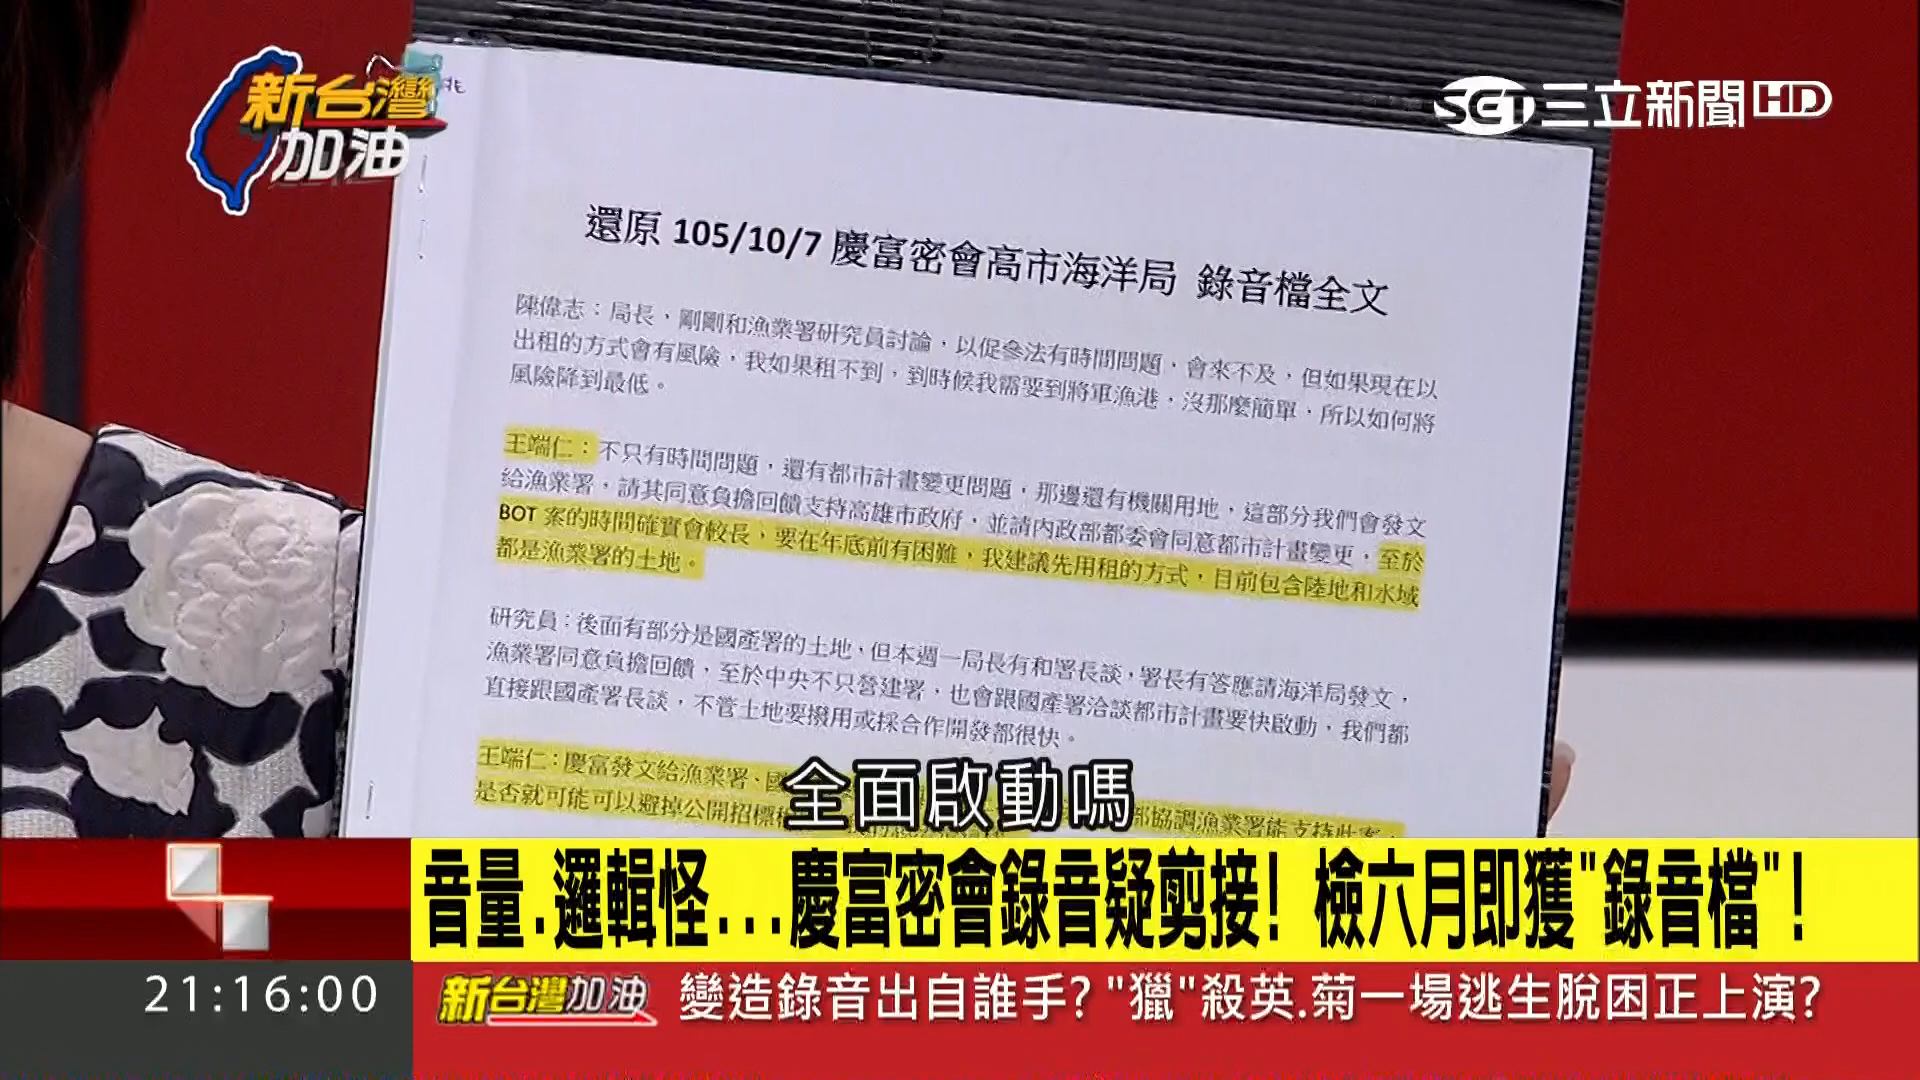 新台灣
加油
SET三立新聞HD
北
還原 105/10/7 慶富密會高市海洋局 錄音檔全文
陳偉志：局長，剛剛和漁業署研究員討論，以促參法有時間問題，會來不及，但如果現在以
出租的方式會有風險，我如果租不到，到時候我需要到將軍漁港，沒那麼簡單，所以如何將
風險降到最低。
王端仁：不只有時間問題，還有都市計畫變更問題，那邊還有機關用地，這部分我們會發文
給漁業署，請其同意負擔回饋支持高雄市政府，並請內政部都委會同意都市計畫變更，至於
BOT 案的時間確實會較長，要在年底前有困難，我建議先用租的方式，目前包含陸地和水域
都是漁業署的土地。
研究員：後面有部分是國產署的土地，但本週一局長有和署長談，署長有答應請海洋局發文，
漁業署同意負擔回饋，至於中央不只營建署，也會跟國產署洽談都市計畫要快啟動，我們都
直接跟國產署長談，不管土地要撥用或採合作開發都很快。
王端仁：慶富發文給漁業署、國 部協調漁業署能支持此案，
是否就可能可以避掉公開招標
全面啟動嗎
音量.邏輯怪...慶富密會錄音疑剪接! 檢六月即獲"錄音檔"!
21:16:00
新台灣加油 變造錄音出自誰手? "獵"殺英.菊一場逃生脫困正上演?